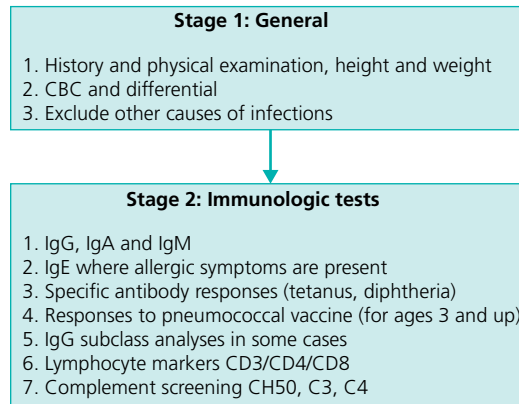 Stage 1: General
1. History and physical examination, height and weight
2. CBC and differential
3. Exclude other causes of infections
Stage 2: Immunologic tests
1. IgG, IgA and IgM
2. IgE where allergic symptoms are present
3. Specific antibody responses (tetanus, diphtheria)
4. Responses to pneumococcal vaccine (for ages 3 and up)
5. IgG subclass analyses in some cases
6. Lymphocyte markers CD3/CD4/CD8
7. Complement screening CH50, C3, C4